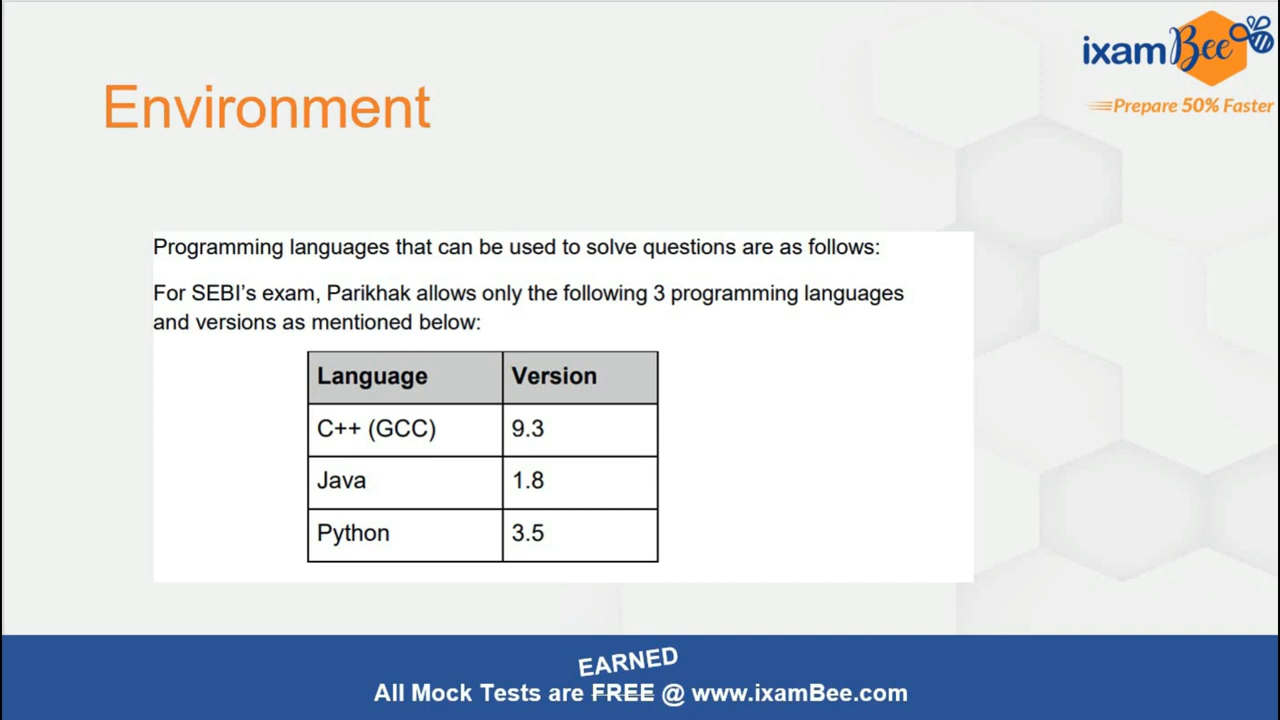 ixamBee
Prepare 50% Faster
Environment
Programming languages that can be used to solve questions are as follows:
For SEBI's exam, Parikhak allows only the following 3 programming languages
and versions as mentioned below:
Language Version
C++ (GCC) 9.3
Java 1.8
Python 3.5
EARNED
All Mock Tests are FREE @ www.ixamBee.com